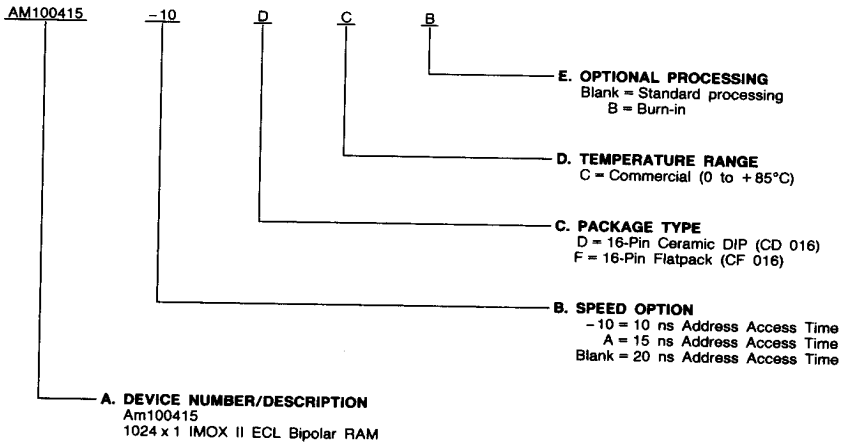 AM100415 -10 D C B
E. OPTIONAL PROCESSING
Blank = Standard processing
B = Burn-in
D. TEMPERATURE RANGE
C = Commercial (0 to +85°C)
C. PACKAGE TYPE
D = 16-Pin Ceramic DIP (CD 016)
F = 16-Pin Flatpack (CF 016)
B. SPEED OPTION
-10 = 10 ns Address Access Time
A = 15 ns Address Access Time
Blank = 20 ns Address Access Time
A. DEVICE NUMBER/DESCRIPTION
Am100415
1024 x 1 IMOX II ECL Bipolar RAM